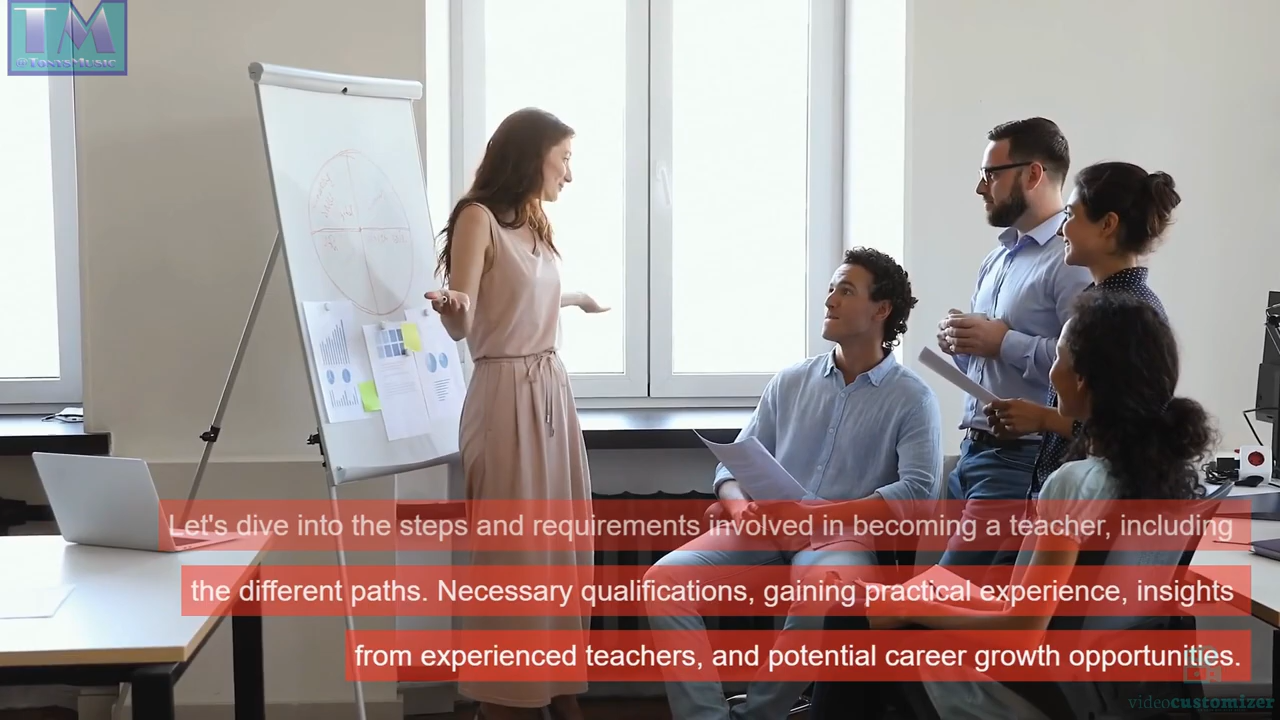 TM
@TonysMusic
Let's dive into the steps and requirements involved in becoming a teacher, including
the different paths. Necessary qualifications, gaining practical experience, insights
from experienced teachers, and potential career growth opportunities.
videocustomizer